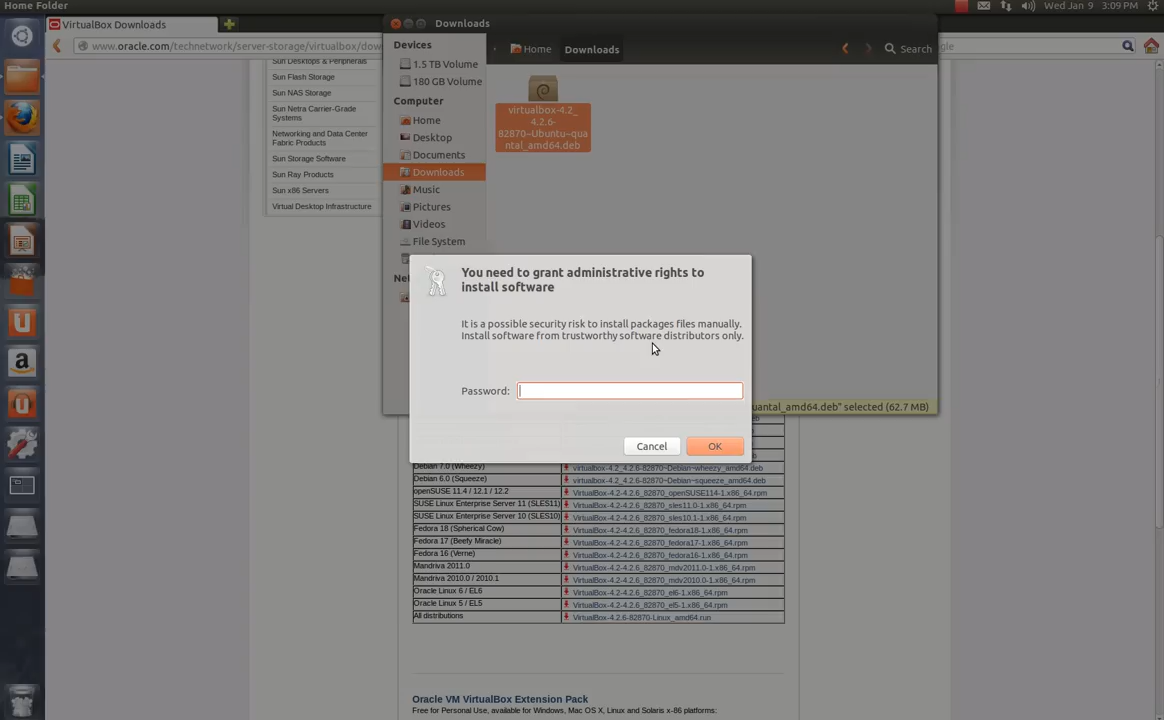 Home Folder
Wed Jan 9 3:09 PM
VirtualBox Downloads
www.oracle.com/technetwork/server-storage/virtualbox/dow
Downloads
Home
Downloads
Search
Sun Desktops & Peripherals
Sun Flash Storage
Sun NAS Storage
Sun Netra Carrier-Grade
Systems
Networking and Data Center
Fabric Products
Sun Storage Software
Sun Ray Products
Sun x86 Servers
Virtual Desktop Infrastructure
Devices
1.5 TB Volume
180 GB Volume
Computer
Home
Desktop
Documents
Downloads
Music
Pictures
Videos
File System
Net
virtualbox-4.2_
4.2.6-
82870~Ubuntu~qua
ntal_amd64.deb
You need to grant administrative rights to
install software
It is a possible security risk to install packages files manually.
Install software from trustworthy software distributors only.
Password:
Cancel
OK
uantal_amd64.deb" selected (62.7 MB)
Debian 7.0 (Wheezy)
virtualbox-4.2_4.2.6-82870~Debian~wheezy_amd64.deb
Debian 6.0 (Squeeze)
virtualbox-4.2_4.2.6-82870~Debian~squeeze_amd64.deb
openSUSE 11.4 / 12.1 / 12.2
VirtualBox-4.2-4.2.6_82870_openSUSE114-1.x86_64.rpm
SUSE Linux Enterprise Server 11 (SLES11)
VirtualBox-4.2-4.2.6_82870_sles11.0-1.x86_64.rpm
SUSE Linux Enterprise Server 10 (SLES10)
VirtualBox-4.2-4.2.6_82870_sles10.1-1.x86_64.rpm
Fedora 18 (Spherical Cow)
VirtualBox-4.2-4.2.6_82870_fedora18-1.x86_64.rpm
Fedora 17 (Beefy Miracle)
VirtualBox-4.2-4.2.6_82870_fedora17-1.x86_64.rpm
Fedora 16 (Verne)
VirtualBox-4.2-4.2.6_82870_fedora16-1.x86_64.rpm
Mandriva 2011.0
VirtualBox-4.2-4.2.6_82870_mdv2011.0-1.x86_64.rpm
Mandriva 2010.0 / 2010.1
VirtualBox-4.2-4.2.6_82870_mdv2010.0-1.x86_64.rpm
Oracle Linux 6 / EL6
VirtualBox-4.2-4.2.6_82870_el6-1.x86_64.rpm
Oracle Linux 5 / EL5
VirtualBox-4.2-4.2.6_82870_el5-1.x86_64.rpm
All distributions
VirtualBox-4.2.6-82870-Linux_amd64.run
Oracle VM VirtualBox Extension Pack
Free for Personal Use, available for Windows, Mac OS X, Linux and Solaris x-86 platforms: